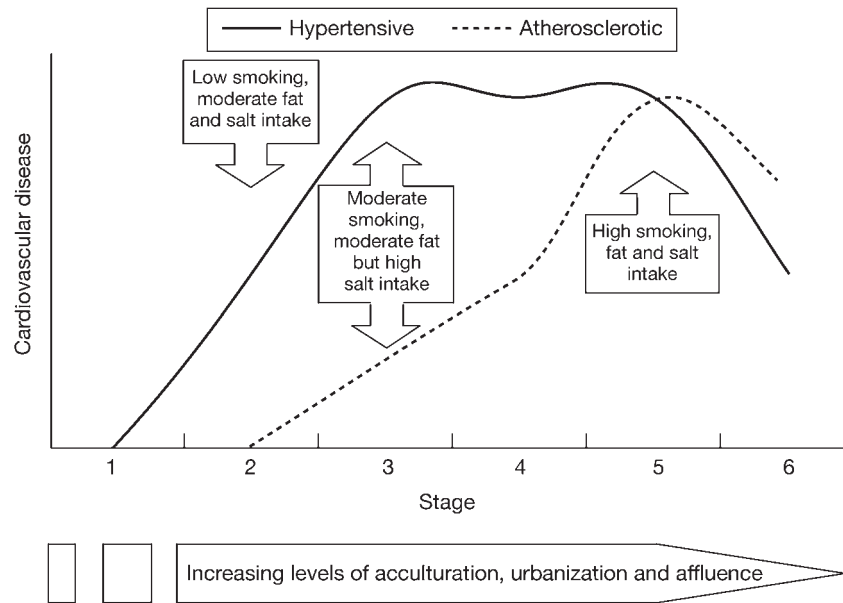 Hypertensive
Atherosclerotic
Low smoking,
moderate fat
and salt intake
Moderate
smoking,
moderate fat
but high
salt intake
High smoking,
fat and salt
intake
Cardiovascular disease
1 2 3 4 5 6
Stage
Increasing levels of acculturation, urbanization and affluence